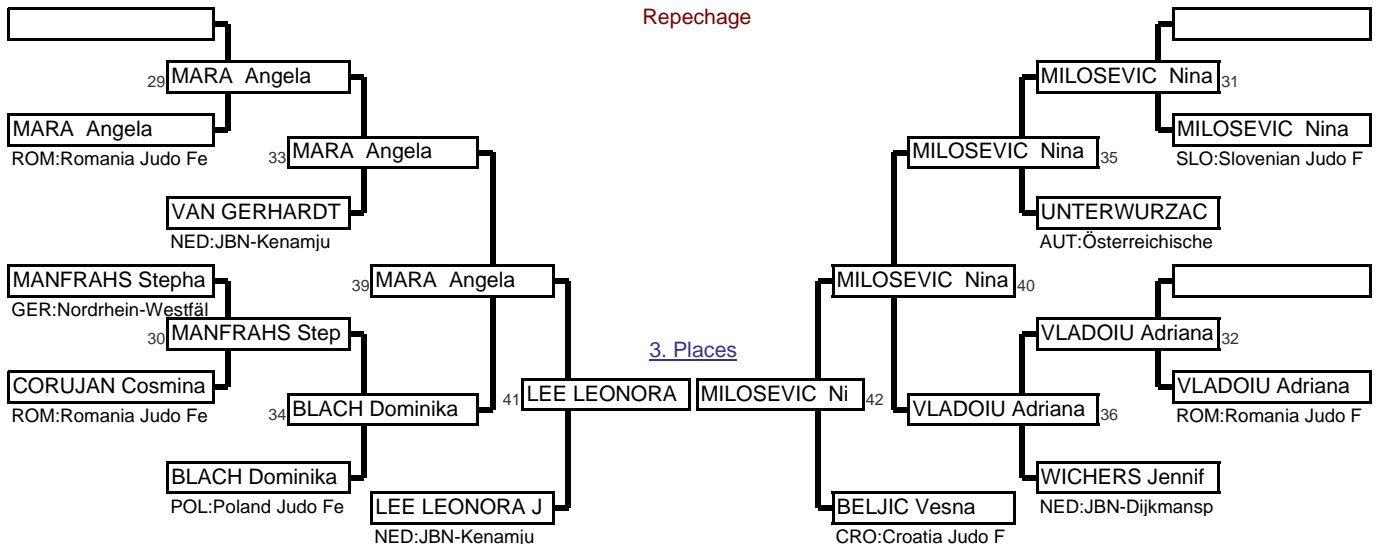 Repechage
29 MARA Angela
MILOSEVIC Nina 31
MARA Angela
ROM:Romania Judo Fe
MILOSEVIC Nina
SLO:Slovenian Judo F
33 MARA Angela
MILOSEVIC Nina 35
VAN GERHARDT
NED:JBN-Kenamju
UNTERWURZAC
AUT:Österreichische
MANFRAHS Stepha
GER:Nordrhein-Westfäl
39 MARA Angela
MILOSEVIC Nina 40
30 MANFRAHS Step
VLADOIU Adriana 32
3. Places
CORUJAN Cosmina
ROM:Romania Judo Fe
41 LEE LEONORA
MILOSEVIC Ni 42
VLADOIU Adriana
ROM:Romania Judo F
34 BLACH Dominika
VLADOIU Adriana 36
BLACH Dominika
POL:Poland Judo Fe
WICHERS Jennif
NED:JBN-Dijkmansp
LEE LEONORA J
NED:JBN-Kenamju
BELJIC Vesna
CRO:Croatia Judo F